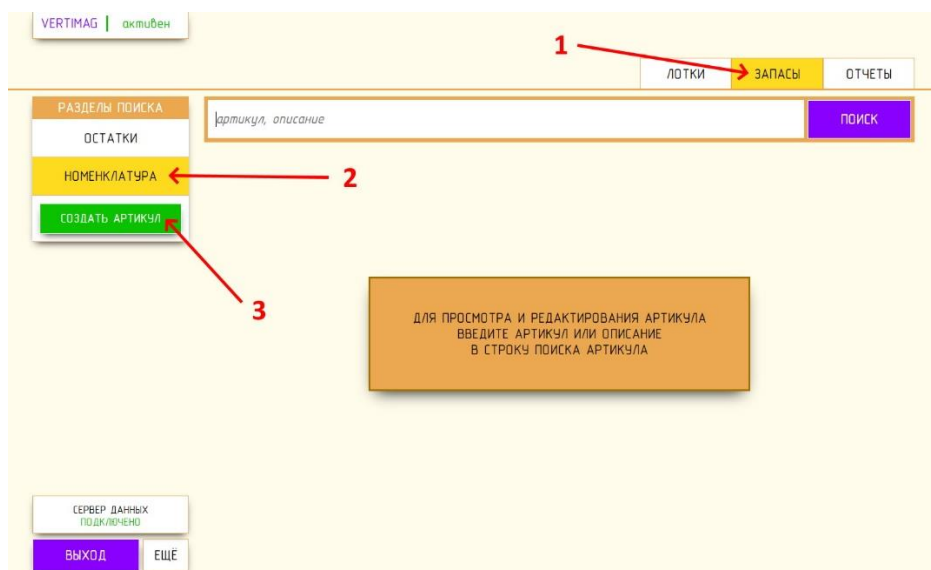 VERTIMAG | активен
1
ЛОТКИ
ЗАПАСЫ
ОТЧЕТЫ
РАЗДЕЛЫ ПОИСКА
артикул, описание
ПОИСК
ОСТАТКИ
НОМЕНКЛАТУРА
2
СОЗДАТЬ АРТИКУЛ
3
ДЛЯ ПРОСМОТРА И РЕДАКТИРОВАНИЯ АРТИКУЛА
ВВЕДИТЕ АРТИКУЛ ИЛИ ОПИСАНИЕ
В СТРОКУ ПОИСКА АРТИКУЛА
СЕРВЕР ДАННЫХ
ПОДКЛЮЧЕНО
ВЫХОД
ЕЩЁ